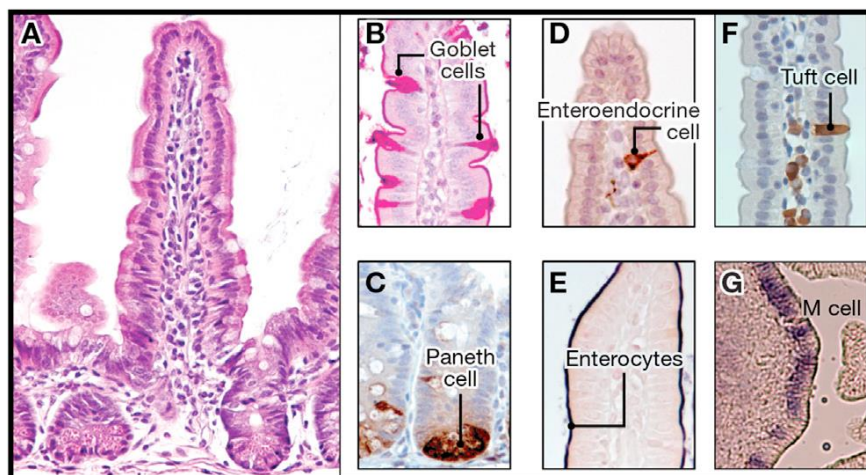 A
B
Goblet
cells
D
Enteroendocrine
cell
F
Tuft cell
C
Paneth
cell
E
Enterocytes
G
M cell